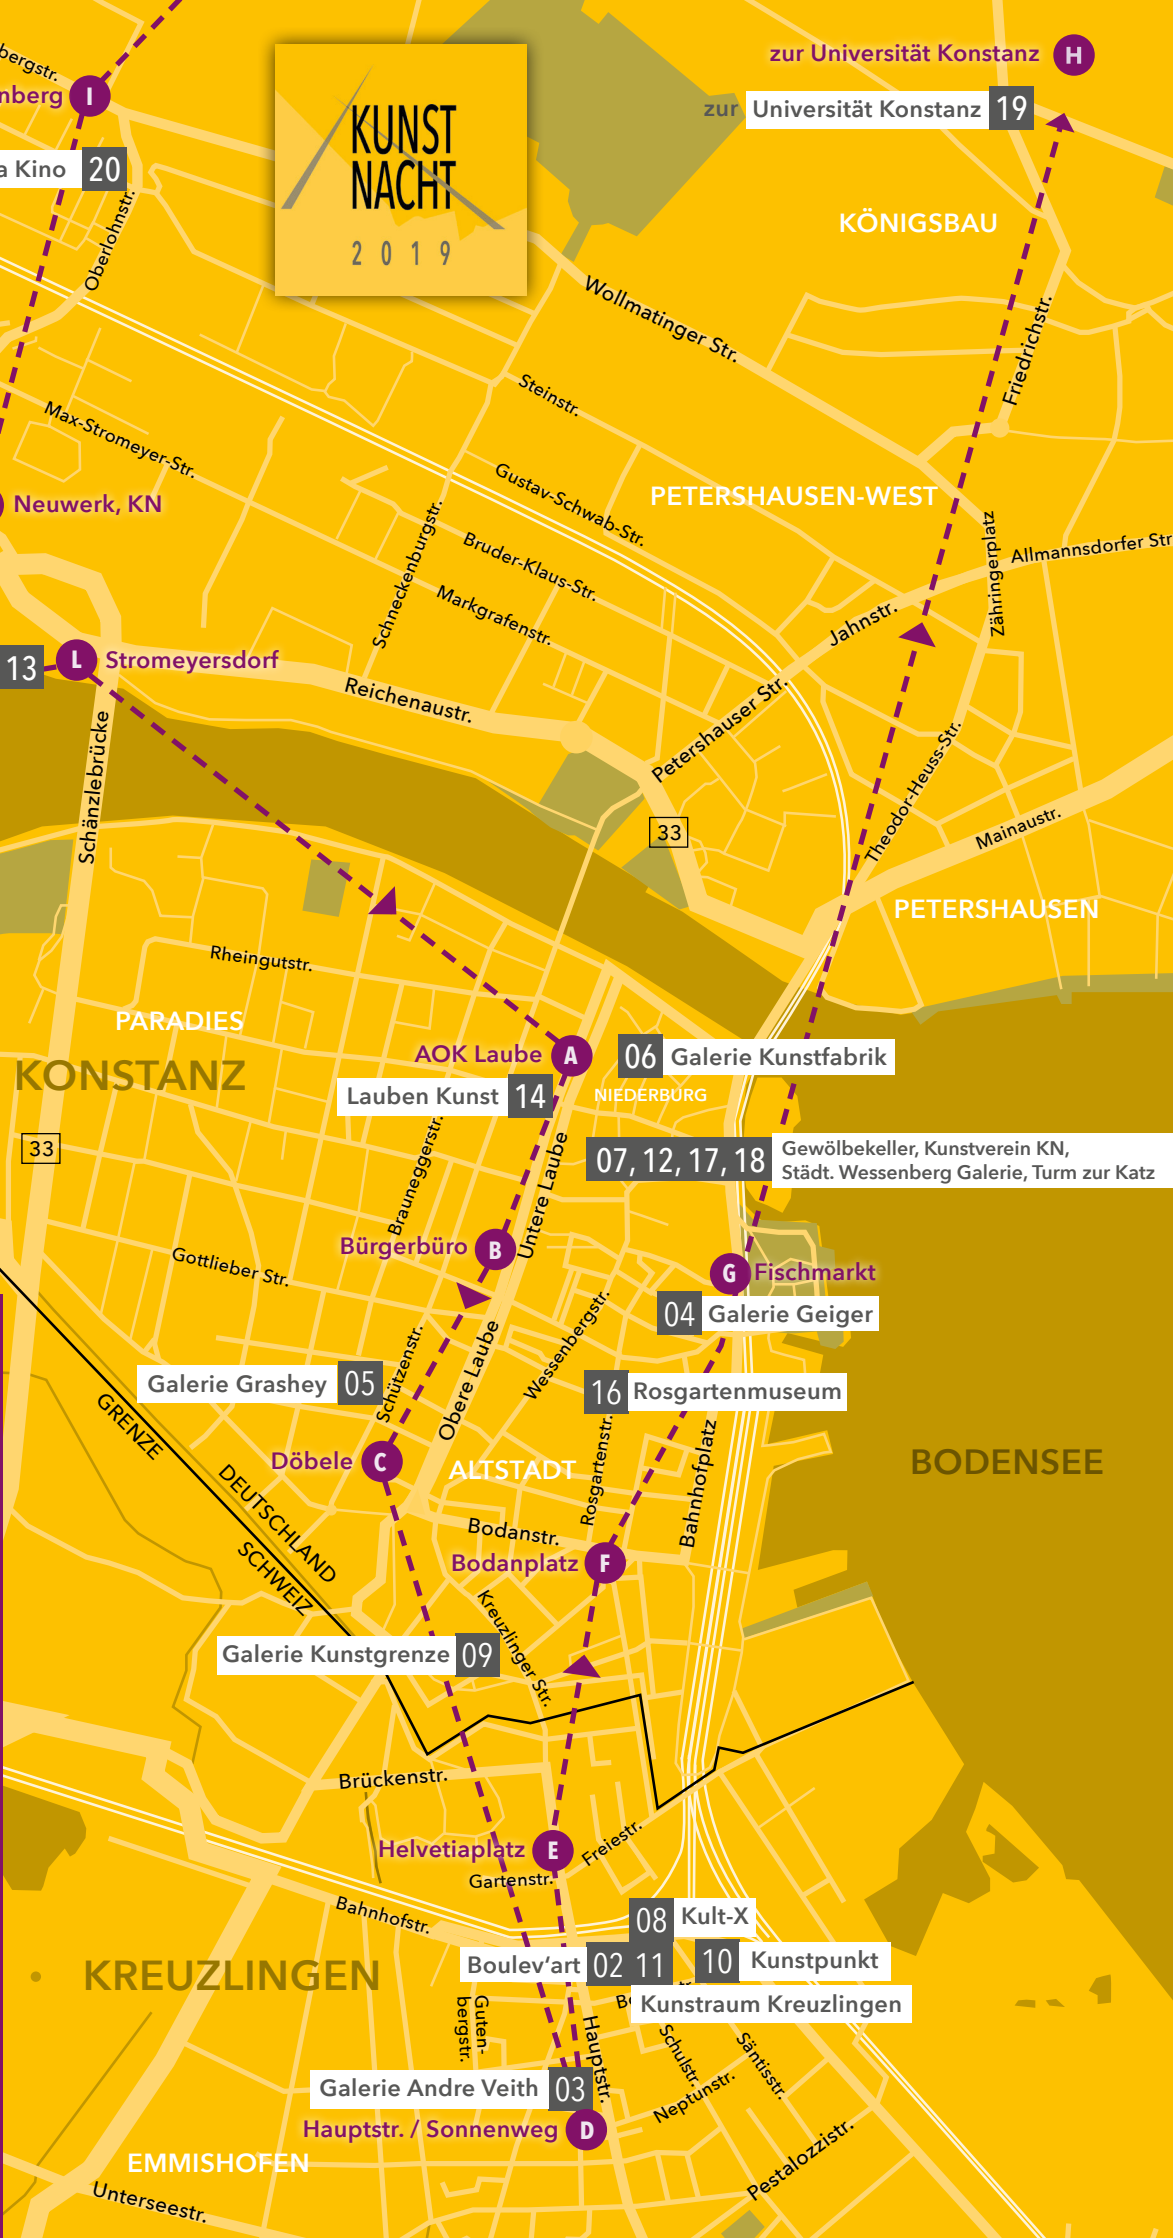 zur Universität Konstanz
H
bergstr.
nberg
I
KUNST
NACHT
2019
zur
Universität Konstanz
19
a Kino
20
Oberlohnstr.
KÖNIGSBAU
Wollmatinger Str.
Friedrichstr.
Steinstr.
Max-Stromeyer-Str.
Gustav-Schwab-Str.
PETERSHAUSEN-WEST
Neuwerk, KN
Schneckenburgstr.
Bruder-Klaus-Str.
Zähringerplatz
Allmannsdorfer Str
Markgrafenstr.
Jahnstr.
13
L
Stromeyersdorf
Reichenaustr.
Petershauser Str.
Schänzlebrücke
Theodor-Heuss-Str.
33
Mainaustr.
PETERSHAUSEN
Rheingutstr.
PARADIES
KONSTANZ
AOK Laube
A
06
Galerie Kunstfabrik
Lauben Kunst
14
NIEDERBURG
33
Brauneggerstr.
Untere Laube
07, 12, 17, 18
Gewölbekeller, Kunstverein KN,
Städt. Wessenberg Galerie, Turm zur Katz
Gottlieber Str.
Bürgerbüro
B
G
Fischmarkt
04
Galerie Geiger
Wessenbergstr.
Schützenstr.
Obere Laube
Galerie Grashey
05
16
Rosgartenmuseum
GRENZE
Döbele
C
ALTSTADT
Rosgartenstr.
Bahnhofplatz
BODENSEE
DEUTSCHLAND
SCHWEIZ
Bodanstr.
Bodanplatz
F
Kreuzlinger Str.
Galerie Kunstgrenze
09
Brückenstr.
Helvetiaplatz
E
Freiestr.
Gartenstr.
Bahnhofstr.
08
Kult-X
Boulev‘art
02
11
10
Kunstpunkt
KREUZLINGEN
Kunstraum Kreuzlingen
Guten-
bergstr.
Hauptstr.
Schulstr.
Säntisstr.
Neptunstr.
Galerie Andre Veith
03
Hauptstr. / Sonnenweg
D
EMMISHOFEN
Pestalozzistr.
Unterseestr.